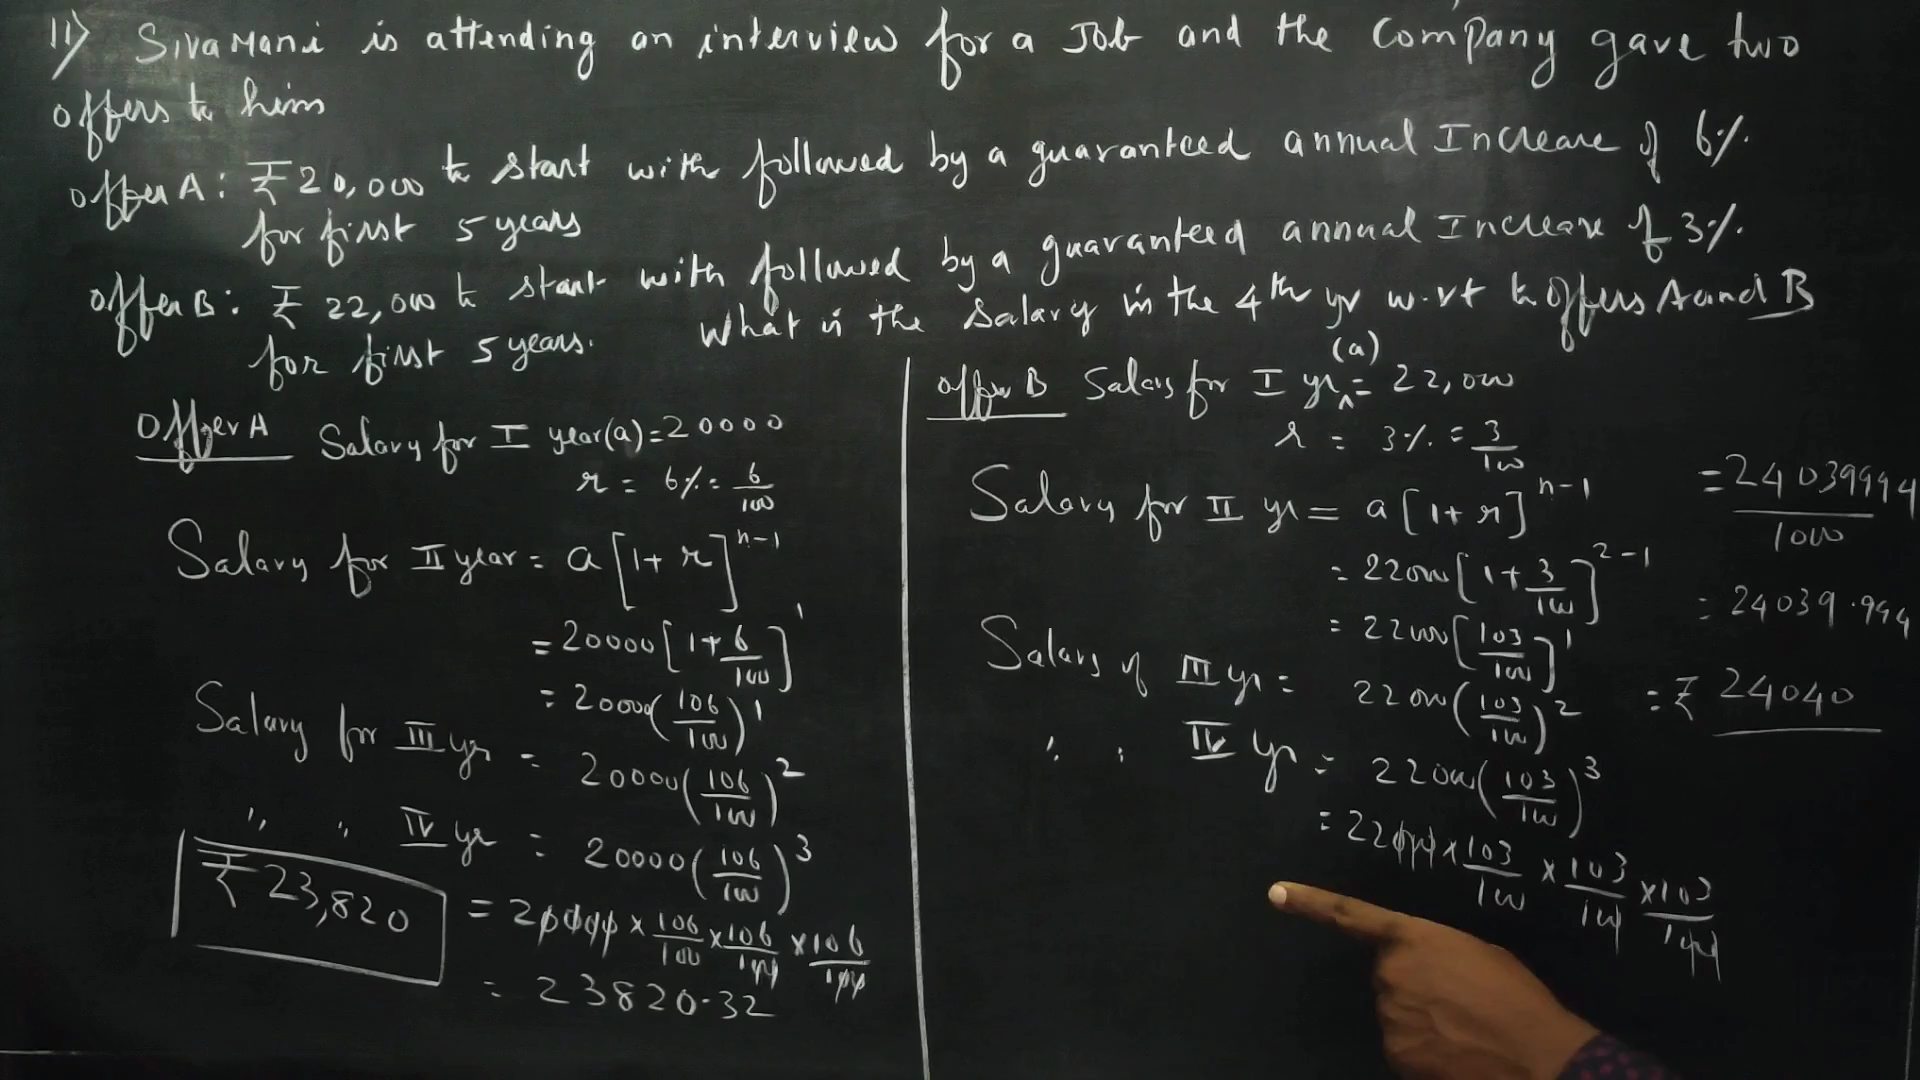 11) Sivamani is attending an interview for a Job and the Company gave two
offers to him
Offer A: ₹ 20,000 to start with followed by a guaranteed annual Increase of 6%
for first 5 years
Offer B: ₹ 22,000 to start with followed by a guaranteed annual Increase of 3%.
for first 5 years. What is the salary in the 4th yr w.r.t to offers A and B
Offer A Salary for I year(a)=20000
r = 6% = 6/100
Salary for II year = a[1+r]^n-1
=20000[1+6/100]^1
=20000(106/100)^1
Salary for III yr = 20000(106/100)^2
" " IV yr = 20000(106/100)^3
= 20000 × 106/100 × 106/100 × 106/100
= 23820.32
₹ 23,820
Offer B Salary for I yr (a) = 22,000
r = 3% = 3/100
Salary for II yr = a[1+r]^n-1
= 22000[1+3/100]^2-1
= 22000[103/100]^1
Salary of III yr = 22000(103/100)^2
" " IV yr = 22000(103/100)^3
= 22000 × 103/100 × 103/100 × 103/100
= 24039994/1000
= 24039.994
= ₹ 24040